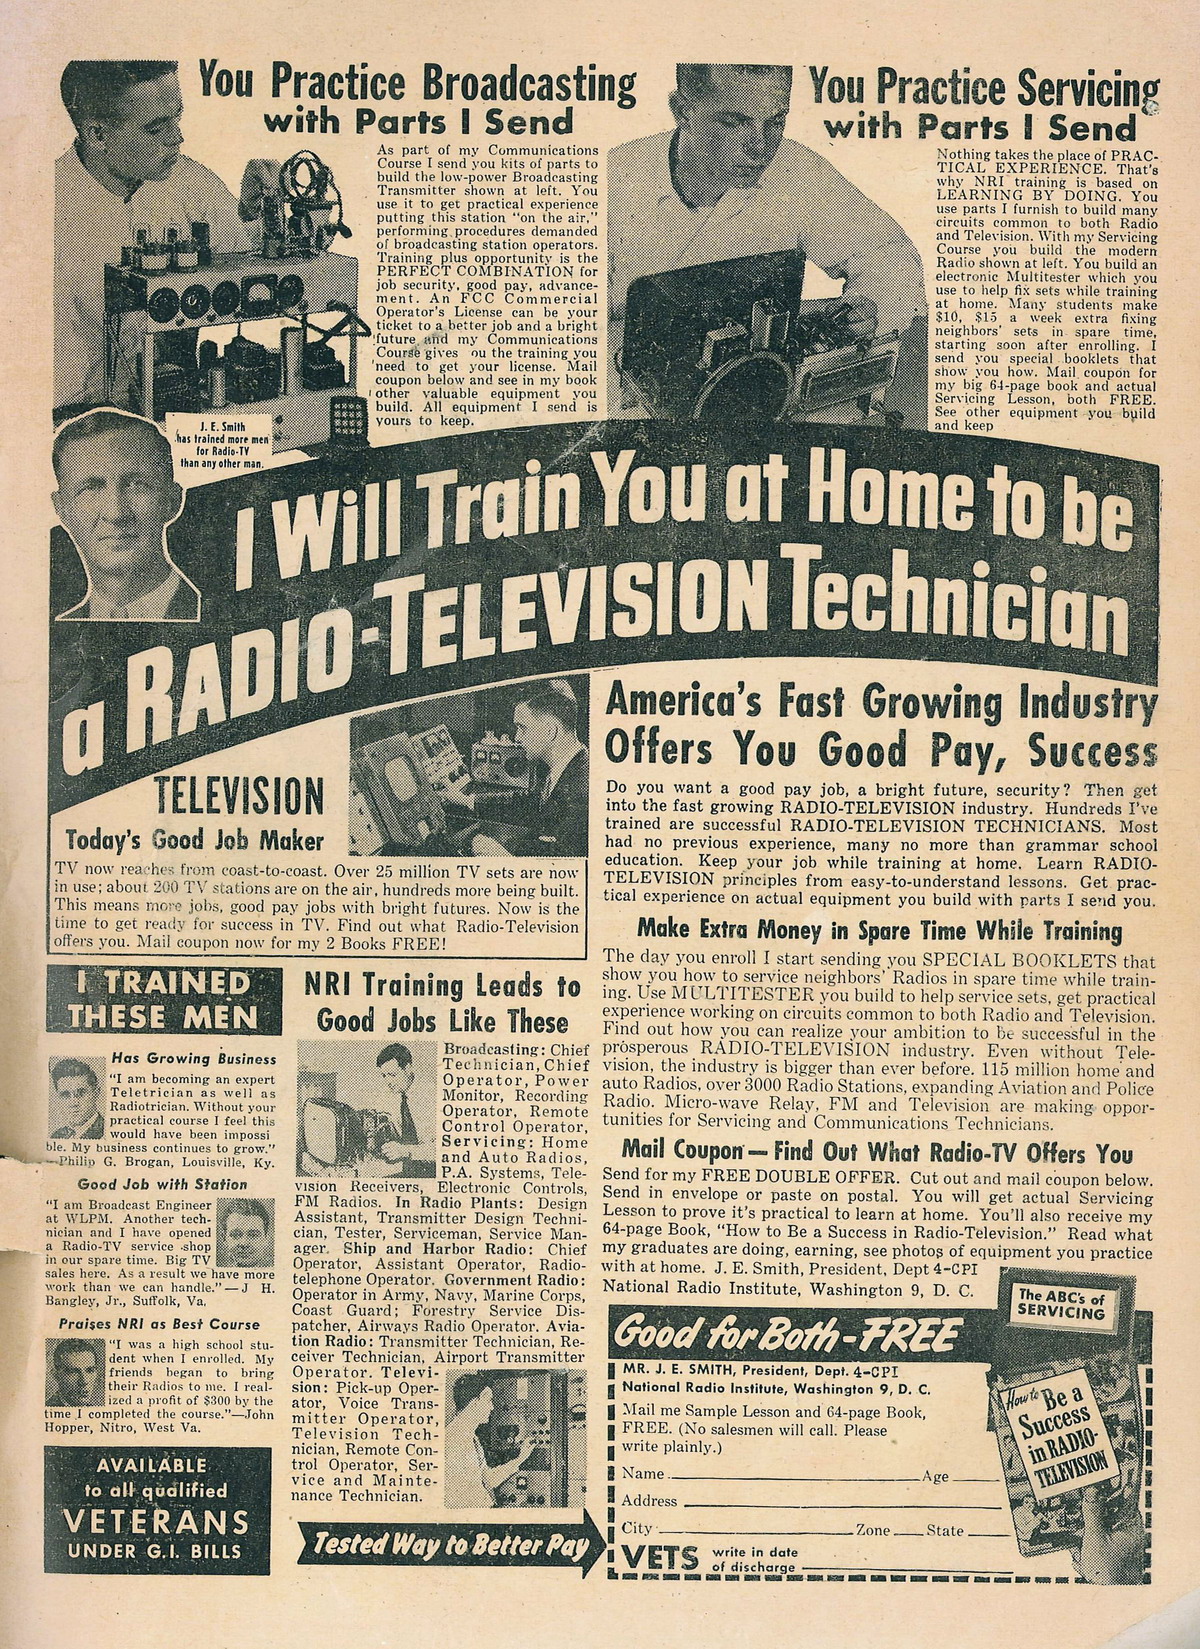 You Practice Broadcasting
with Parts I Send
As part of my Communications
Course I send you kits of parts to
build the low-power Broadcasting
Transmitter shown at left. You
use it to get practical experience
putting this station "on the air,"
performing procedures demanded
of broadcasting station operators.
Training plus opportunity is the
PERFECT COMBINATION for
job security, good pay, advance-
ment. An FCC Commercial
Operator's License can be your
ticket to a better job and a bright
future and my Communications
Course gives ou the training you
need to get your license. Mail
coupon below and see in my book
other valuable equipment you
build. All equipment I send is
yours to keep.
You Practice Servicing
with Parts I Send
Nothing takes the place of PRAC-
TICAL EXPERIENCE. That's
why NRI training is based on
LEARNING BY DOING. You
use parts I furnish to build many
circuits common to both Radio
and Television. With my Servicing
Course you build the modern
Radio shown at left. You build an
electronic Multitester which you
use to help fix sets while training
at home. Many students make
$10, $15 a week extra fixing
neighbors' sets in spare time,
starting soon after enrolling. I
send you special booklets that
show you how. Mail coupon for
my big 64-page book and actual
Servicing Lesson, both FREE.
See other equipment you build
and keep
J. E. Smith
has trained more men
for Radio-TV
than any other man.
I Will Train You at Home to be
a RADIO-TELEVISION Technician
TELEVISION
Today's Good Job Maker
TV now reaches from coast-to-coast. Over 25 million TV sets are now
in use; about 200 TV stations are on the air, hundreds more being built.
This means more jobs, good pay jobs with bright futures. Now is the
time to get ready for success in TV. Find out what Radio-Television
offers you. Mail coupon now for my 2 Books FREE!
America's Fast Growing Industry
Offers You Good Pay, Success
Do you want a good pay job, a bright future, security? Then get
into the fast growing RADIO-TELEVISION industry. Hundreds I've
trained are successful RADIO-TELEVISION TECHNICIANS. Most
had no previous experience, many no more than grammar school
education. Keep your job while training at home. Learn RADIO-
TELEVISION principles from easy-to-understand lessons. Get prac-
tical experience on actual equipment you build with parts I send you.
Make Extra Money in Spare Time While Training
The day you enroll I start sending you SPECIAL BOOKLETS that
show you how to service neighbors' Radios in spare time while train-
ing. Use MULTITESTER you build to help service sets, get practical
experience working on circuits common to both Radio and Television.
Find out how you can realize your ambition to be successful in the
prosperous RADIO-TELEVISION industry. Even without Tele-
vision, the industry is bigger than ever before. 115 million home and
auto Radios, over 3000 Radio Stations, expanding Aviation and Police
Radio. Micro-wave Relay, FM and Television are making oppor-
tunities for Servicing and Communications Technicians.
Mail Coupon—Find Out What Radio-TV Offers You
Send for my FREE DOUBLE OFFER. Cut out and mail coupon below.
Send in envelope or paste on postal. You will get actual Servicing
Lesson to prove it's practical to learn at home. You'll also receive my
64-page Book, "How to Be a Success in Radio-Television." Read what
my graduates are doing, earning, see photos of equipment you practice
with at home. J. E. Smith, President, Dept 4-CPI
National Radio Institute, Washington 9, D. C.
I TRAINED
THESE MEN
Has Growing Business
"I am becoming an expert
Teletrician as well as
Radiotrician. Without your
practical course I feel this
would have been impossi
ble. My business continues to grow."
—Philip G. Brogan, Louisville, Ky.
Good Job with Station
"I am Broadcast Engineer
at WLPM. Another tech-
nician and I have opened
a Radio-TV service shop
in our spare time. Big TV
sales here. As a result we have more
work than we can handle."—J H.
Bangley, Jr., Suffolk, Va,
Praises NRI as Best Course
"I was a high school stu-
dent when I enrolled. My
friends began to bring
their Radios to me. I real-
ized a profit of $300 by the
time I completed the course."—John
Hopper, Nitro, West Va.
AVAILABLE
to all qualified
VETERANS
UNDER G.I. BILLS
NRI Training Leads to
Good Jobs Like These
Broadcasting: Chief
Technician, Chief
Operator, Power
Monitor, Recording
Operator, Remote
Control Operator,
Servicing: Home
and Auto Radios,
P.A. Systems, Tele-
vision Receivers, Electronic Controls,
FM Radios. In Radio Plants: Design
Assistant, Transmitter Design Techni-
cian, Tester, Serviceman, Service Man-
ager. Ship and Harbor Radio: Chief
Operator, Assistant Operator, Radio-
telephone Operator. Government Radio:
Operator in Army, Navy, Marine Corps,
Coast Guard; Forestry Service Dis-
patcher, Airways Radio Operator. Avia-
tion Radio: Transmitter Technician, Re-
ceiver Technician, Airport Transmitter
Operator. Televi-
sion: Pick-up Oper-
ator, Voice Trans-
mitter Operator,
Television Tech-
nician, Remote Con-
trol Operator, Ser-
vice and Mainte-
nance Technician.
Tested Way to Better Pay
Good for Both-FREE
MR. J. E. SMITH, President, Dept. 4-CPI
National Radio Institute, Washington 9, D. C.
Mail me Sample Lesson and 64-page Book,
FREE. (No salesmen will call. Please
write plainly.)
Name Age
Address
City Zone State
VETS write in date
of discharge
The ABC's of
SERVICING
How to Be a
Success
in RADIO-
TELEVISION